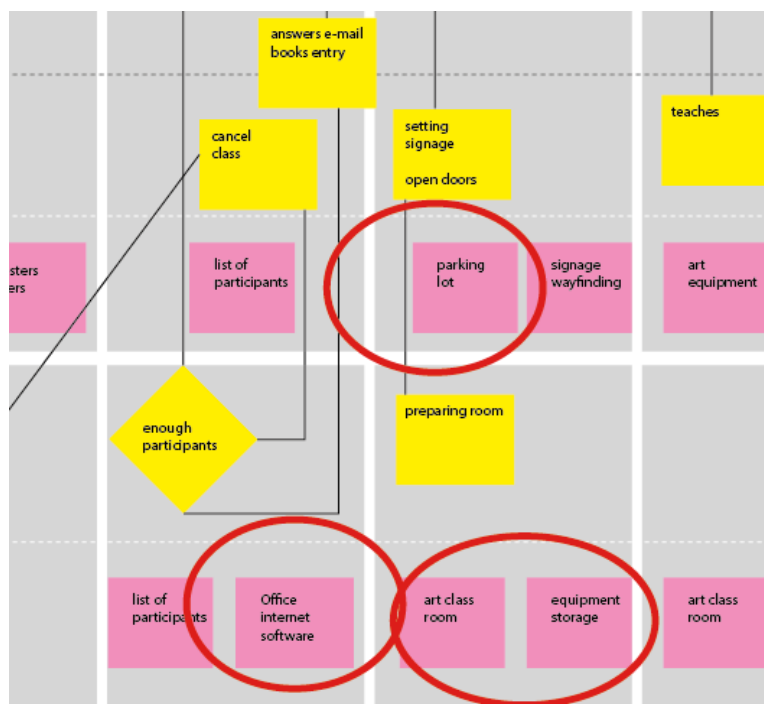 answers e-mail
books entry
cancel
class
setting
signage
open doors
teaches
list of
participants
parking
lot
signage
wayfinding
art
equipment
enough
participants
preparing room
list of
participants
Office
internet
software
art class
room
equipment
storage
art class
room